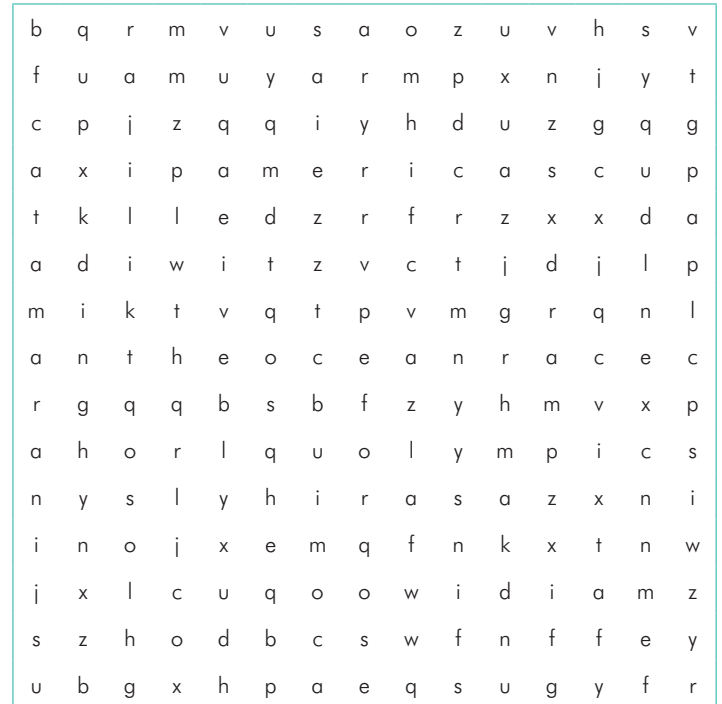 b q r m v u s a o z u v h s v
f u a m u y a r m p x n j y t
c p j z q q i y h d u z g q g
a x i p a m e r i c a s c u p
t k l l e d z r f r z x x d a
a d i w i t z v c t j d j l p
m i k t v q t p v m g r q n l
a n t h e o c e a n r a c e c
r g q q b s b f z y h m v x p
a h o r l q u o l y m p i c s
n y s l y h i r a s a z x n i
i n o j x e m q f n k x t n w
j x l c u q o o w i d i a m z
s z h o d b c s w f n f f e y
u b g x h p a e q s u g y f r